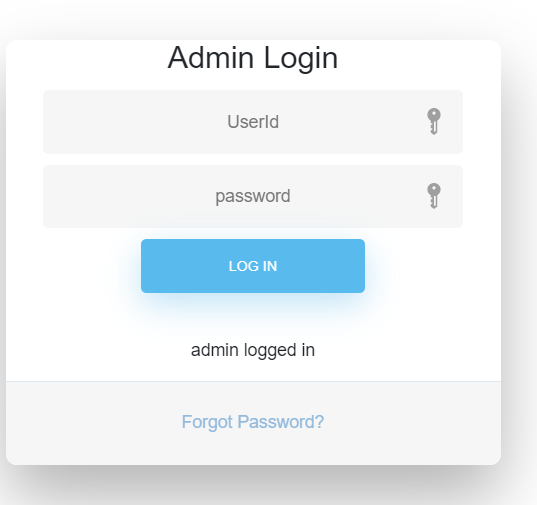 Admin Login
UserId
password
LOG IN
admin logged in
Forgot Password?